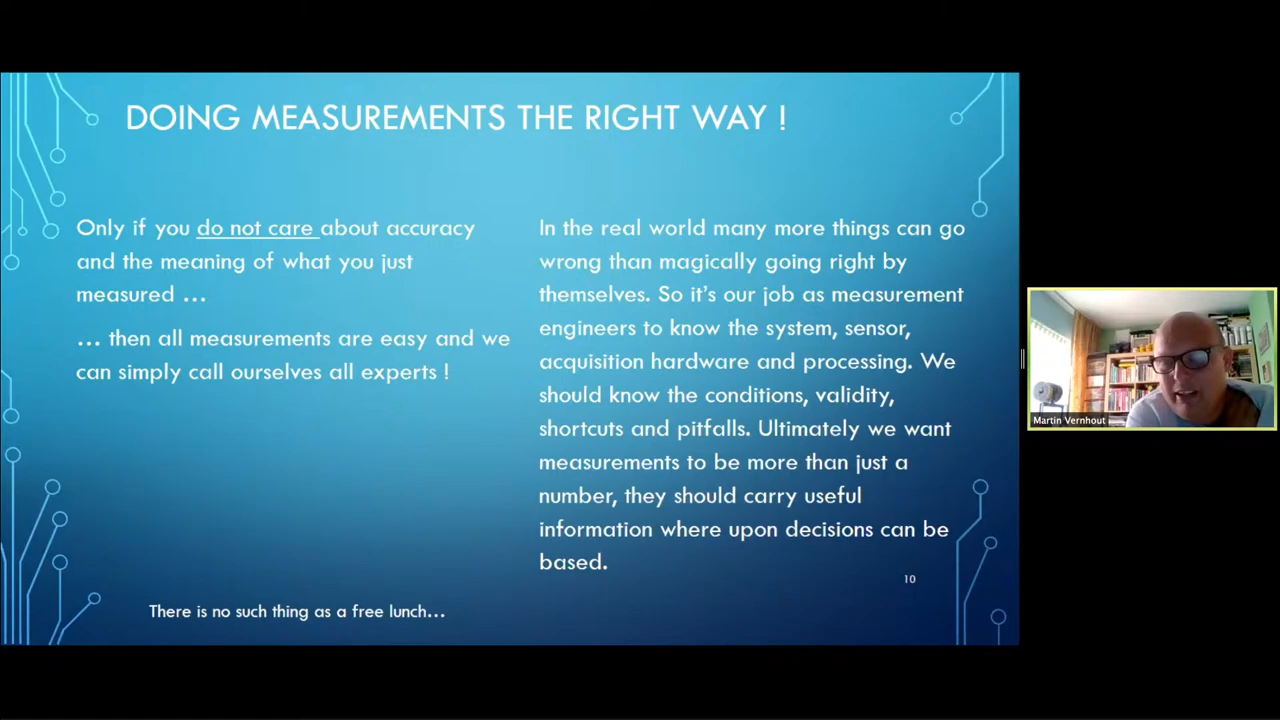 DOING MEASUREMENTS THE RIGHT WAY !
Only if you do not care about accuracy
and the meaning of what you just
measured …
… then all measurements are easy and we
can simply call ourselves all experts !
In the real world many more things can go
wrong than magically going right by
themselves. So it’s our job as measurement
engineers to know the system, sensor,
acquisition hardware and processing. We
should know the conditions, validity,
shortcuts and pitfalls. Ultimately we want
measurements to be more than just a
number, they should carry useful
information where upon decisions can be
based.
10
There is no such thing as a free lunch…
Martin Vernhout